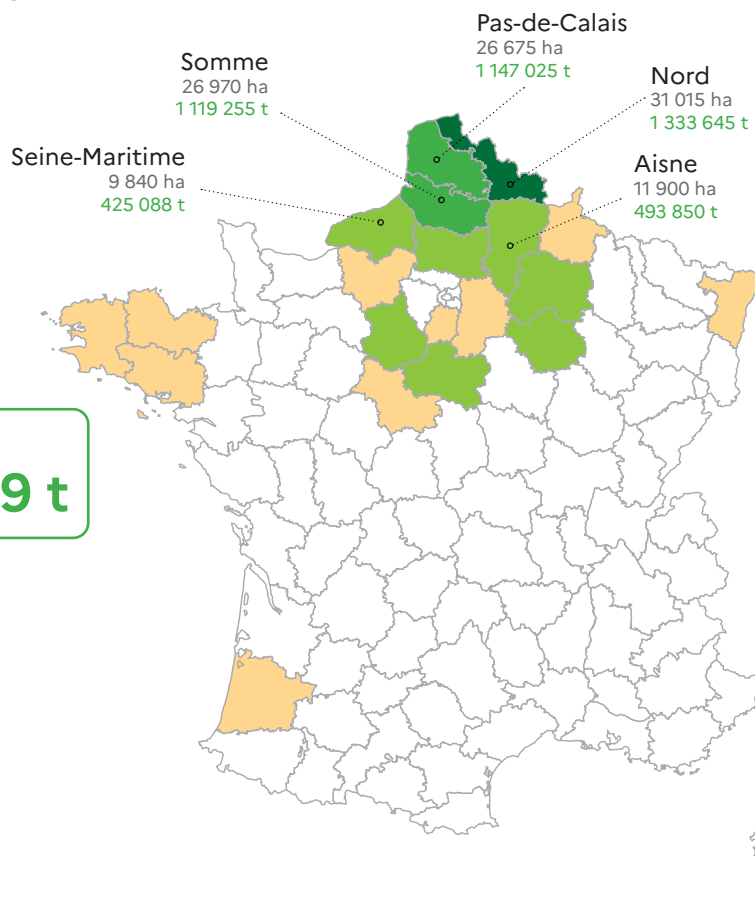 Pas-de-Calais
26 675 ha
1 147 025 t
Somme
26 970 ha
1 119 255 t
Nord
31 015 ha
1 333 645 t
Seine-Maritime
9 840 ha
425 088 t
Aisne
11 900 ha
493 850 t
9 t